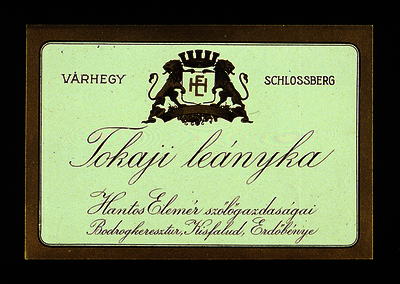 VÁRHEGY SCHLOSSBERG
HE
Tokaji leányka
Hantos Elemér szőlőgazdaságai
Bodrogkeresztur, Kisfalud, Erdőbénye